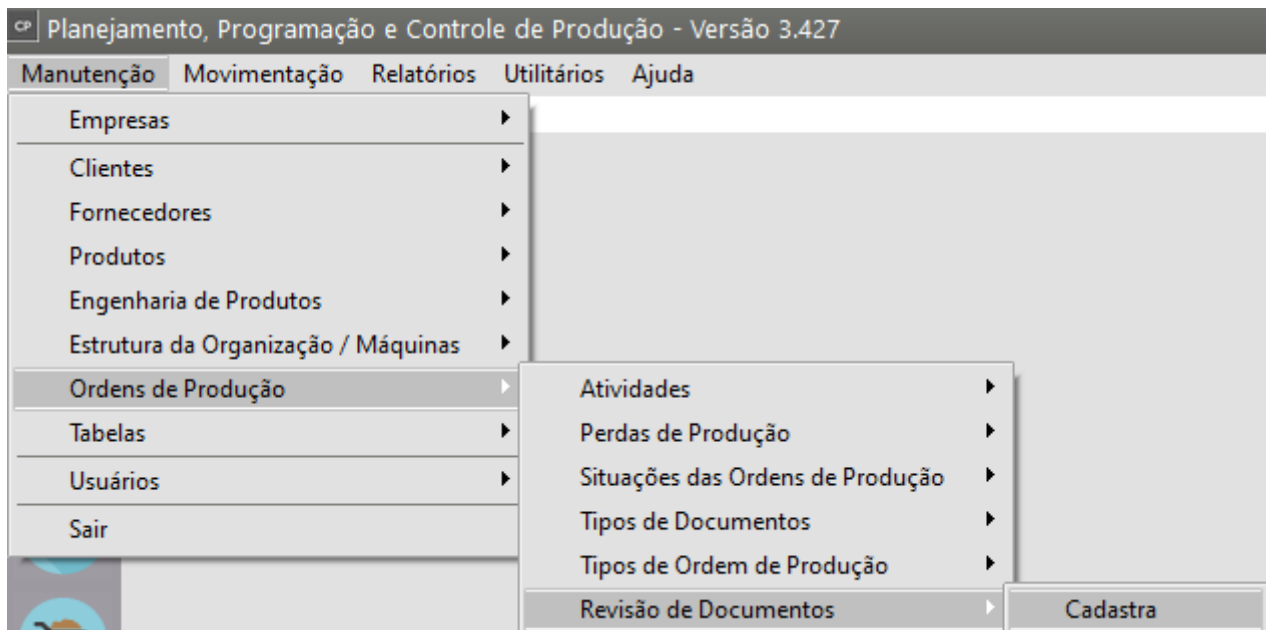 CP Planejamento, Programação e Controle de Produção - Versão 3.427
Manutenção Movimentação Relatórios Utilitários Ajuda
Empresas
Clientes
Fornecedores
Produtos
Engenharia de Produtos
Estrutura da Organização / Máquinas
Ordens de Produção
Tabelas
Usuários
Sair
Atividades
Perdas de Produção
Situações das Ordens de Produção
Tipos de Documentos
Tipos de Ordem de Produção
Revisão de Documentos
Cadastra